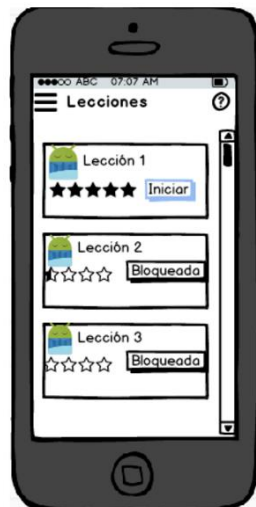 ABC 07:07 AM
Lecciones ?
Lección 1
Iniciar
Lección 2
Bloqueada
Lección 3
Bloqueada